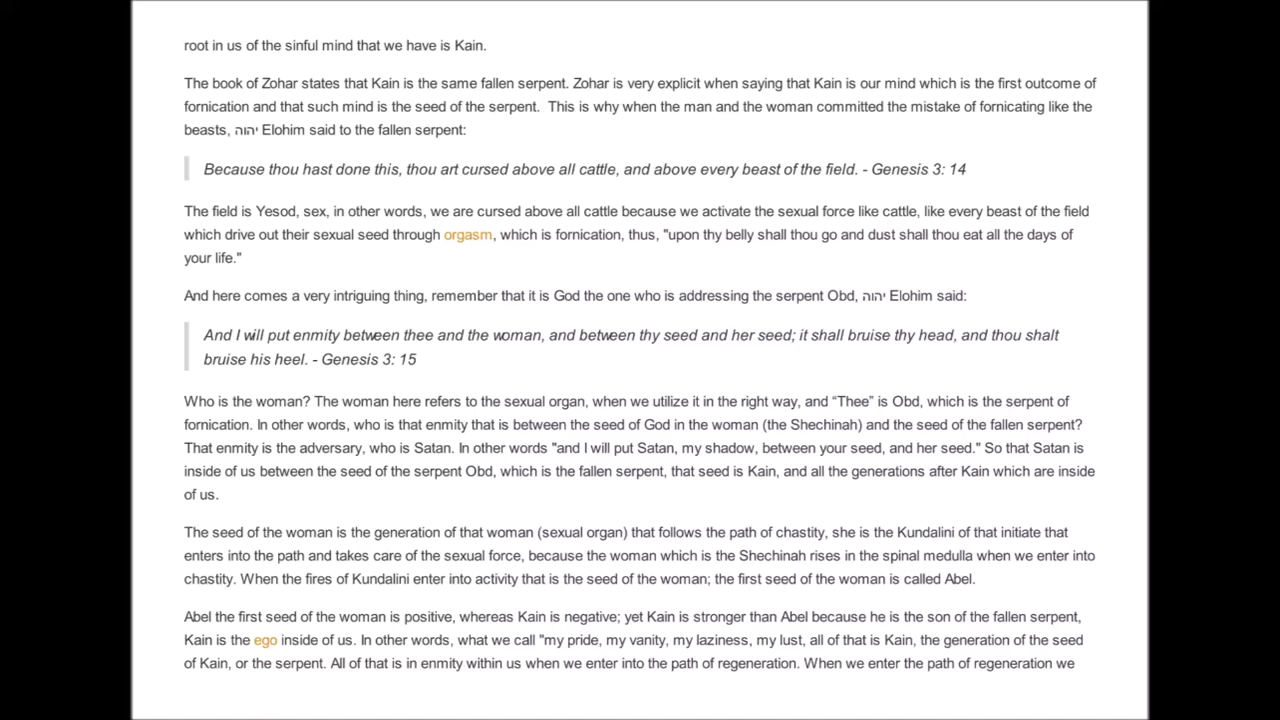 root in us of the sinful mind that we have is Kain.
The book of Zohar states that Kain is the same fallen serpent. Zohar is very explicit when saying that Kain is our mind which is the first outcome of
fornication and that such mind is the seed of the serpent.  This is why when the man and the woman committed the mistake of fornicating like the
beasts, יהוה Elohim said to the fallen serpent:
Because thou hast done this, thou art cursed above all cattle, and above every beast of the field. - Genesis 3: 14
The field is Yesod, sex, in other words, we are cursed above all cattle because we activate the sexual force like cattle, like every beast of the field
which drive out their sexual seed through orgasm, which is fornication, thus, "upon thy belly shall thou go and dust shall thou eat all the days of
your life."
And here comes a very intriguing thing, remember that it is God the one who is addressing the serpent Obd, יהוה Elohim said:
And I will put enmity between thee and the woman, and between thy seed and her seed; it shall bruise thy head, and thou shalt
bruise his heel. - Genesis 3: 15
Who is the woman? The woman here refers to the sexual organ, when we utilize it in the right way, and “Thee” is Obd, which is the serpent of
fornication. In other words, who is that enmity that is between the seed of God in the woman (the Shechinah) and the seed of the fallen serpent?
That enmity is the adversary, who is Satan. In other words "and I will put Satan, my shadow, between your seed, and her seed." So that Satan is
inside of us between the seed of the serpent Obd, which is the fallen serpent, that seed is Kain, and all the generations after Kain which are inside
of us.
The seed of the woman is the generation of that woman (sexual organ) that follows the path of chastity, she is the Kundalini of that initiate that
enters into the path and takes care of the sexual force, because the woman which is the Shechinah rises in the spinal medulla when we enter into
chastity. When the fires of Kundalini enter into activity that is the seed of the woman; the first seed of the woman is called Abel.
Abel the first seed of the woman is positive, whereas Kain is negative; yet Kain is stronger than Abel because he is the son of the fallen serpent,
Kain is the ego inside of us. In other words, what we call "my pride, my vanity, my laziness, my lust, all of that is Kain, the generation of the seed
of Kain, or the serpent. All of that is in enmity within us when we enter into the path of regeneration. When we enter the path of regeneration we